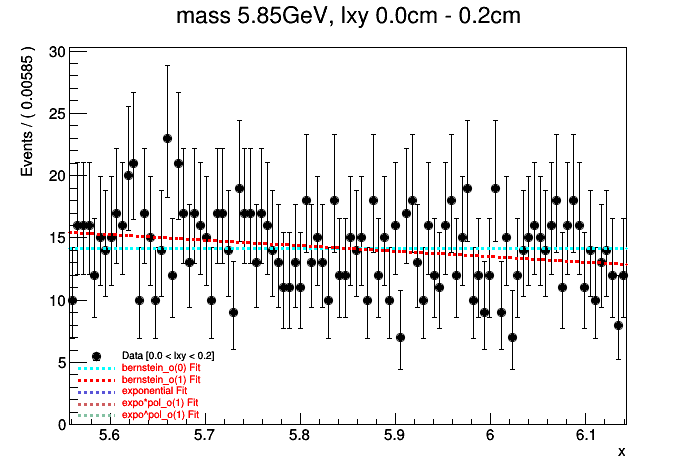 mass 5.85GeV, lxy 0.0cm - 0.2cm
Events / ( 0.00585 )
30
25
20
15
10
5
0
Data [0.0 < lxy < 0.2]
bernstein_o(0) Fit
bernstein_o(1) Fit
exponential Fit
expo*pol_o(1) Fit
expo^pol_o(1) Fit
5.6 5.7 5.8 5.9 6 6.1
x